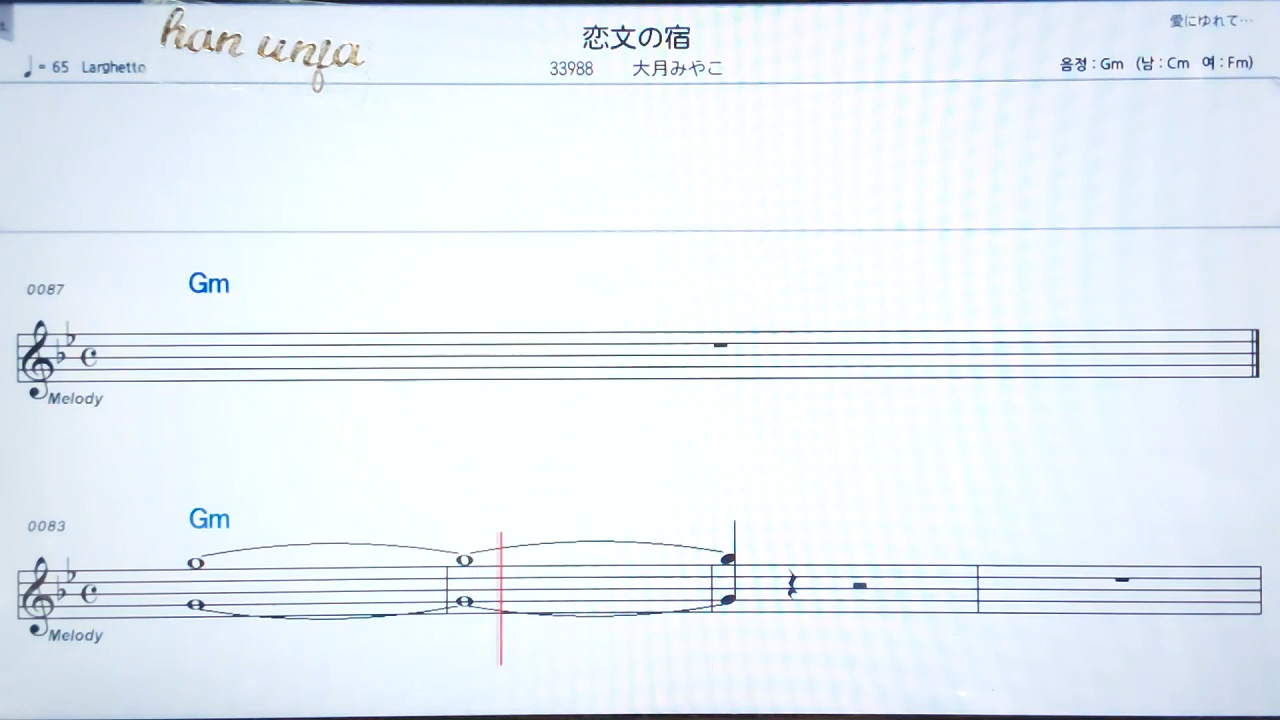 han unfa
恋文の宿
愛にゆれて…
♩= 65 Larghetto
33988 大月みやこ
음정 : Gm (남 : Cm 여 : Fm)
0087
Gm
Melody
0083
Gm
Melody